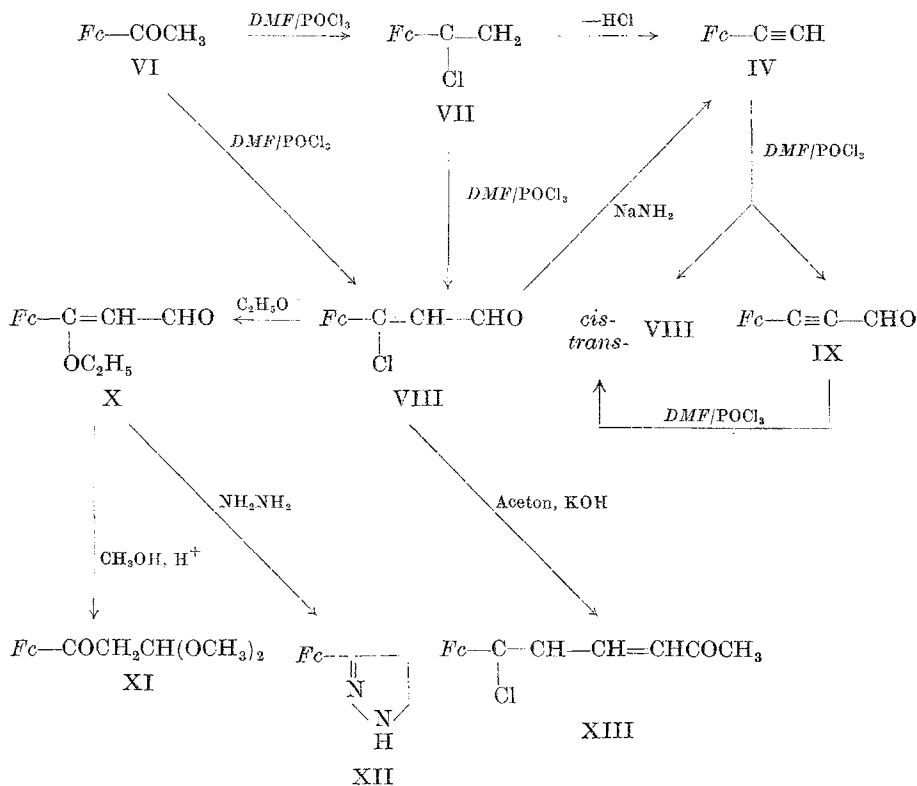 DMF/POCl₃ —HCl
Fc—COCH₃ Fc—C—CH₂ Fc—C≡CH
VI Cl IV
VII
DMF/POCl₃ DMF/POCl₃
DMF/POCl₃
NaNH₂
C₂H₅O
Fc—C=CH—CHO Fc—C—CH—CHO cis- VIII Fc—C≡C—CHO
trans-
OC₂H₅ Cl IX
X VIII DMF/POCl₃
NH₂NH₂ Aceton, KOH
CH₃OH, H⁺
Fc—COCH₂CH(OCH₃)₂ Fc— Fc—C—CH—CH=CHCOCH₃
XI N Cl
N
H XIII
XII